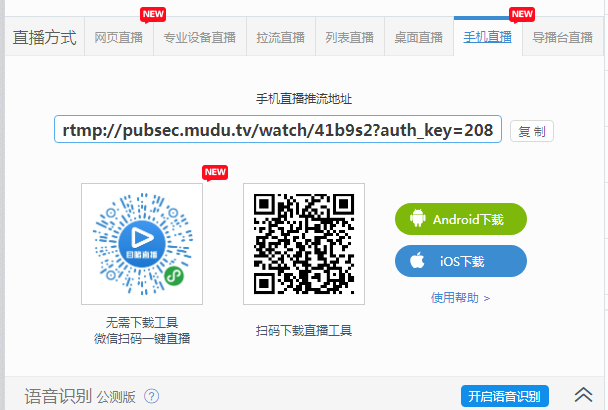 NEW
NEW
直播方式 网页直播 专业设备直播 拉流直播 列表直播 桌面直播 手机直播 导播台直播
手机直播推流地址
rtmp://pubsec.mudu.tv/watch/41b9s2?auth_key=208
复制
NEW
目睹直播
Android下载
iOS下载
使用帮助 >
无需下载工具
微信扫码一键直播
扫码下载直播工具
语音识别 公测版 ?
开启语音识别